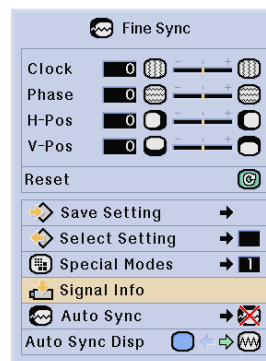 Fine Sync
Clock 0 - +
Phase 0 - +
H-Pos 0 - +
V-Pos 0 - +
Reset
Save Setting
Select Setting
Special Modes 1
Signal Info
Auto Sync
Auto Sync Disp